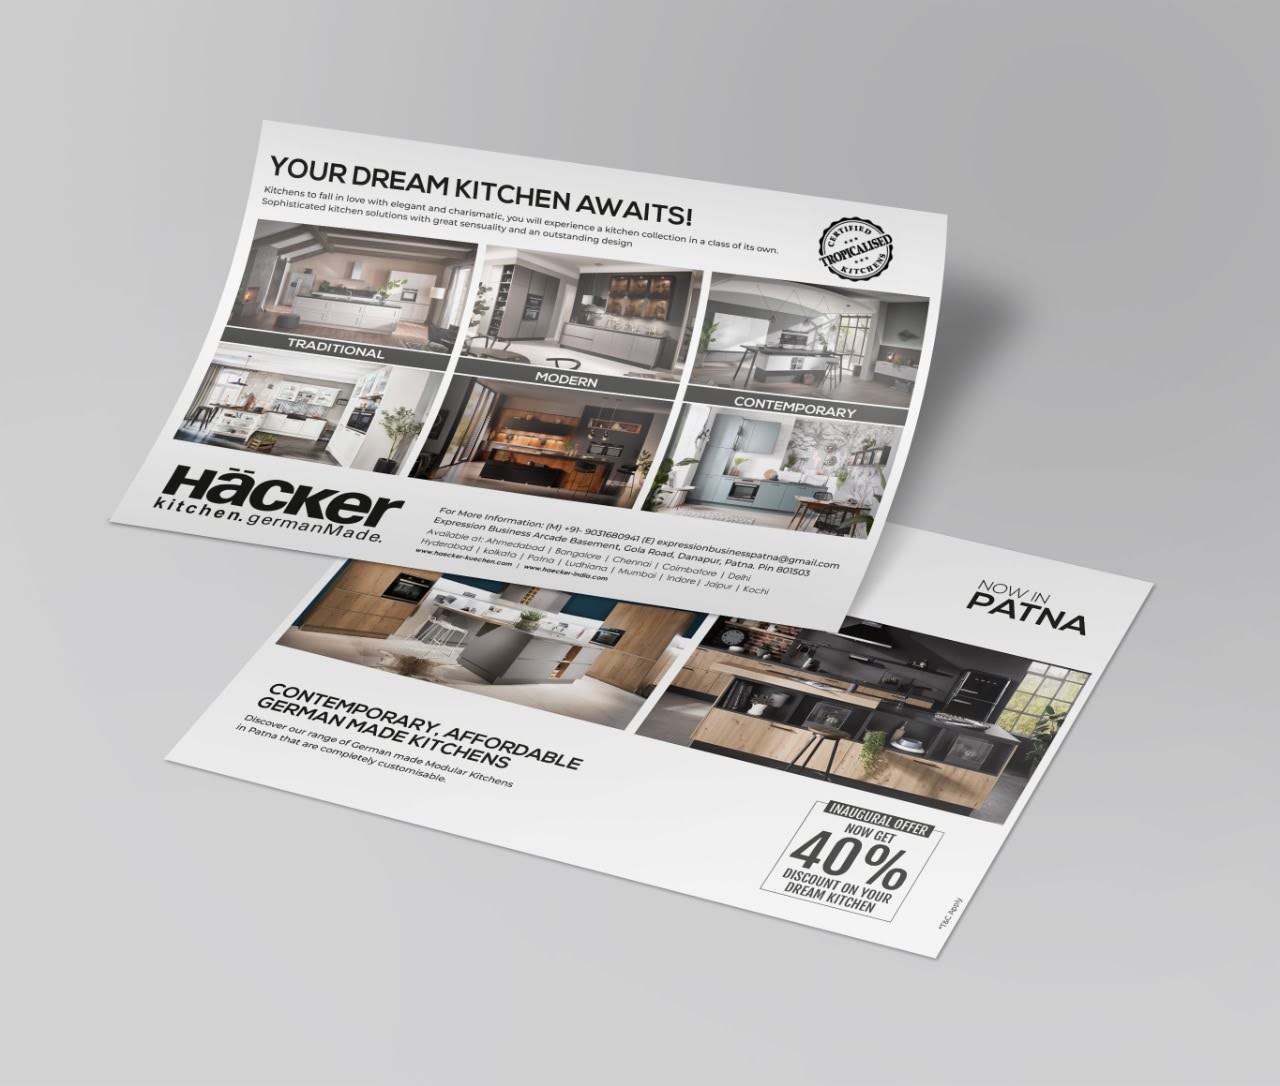 YOUR DREAM KITCHEN AWAITS!
Kitchens to fall in love with elegant and charismatic, you will experience a kitchen collection in a class of its own.
Sophisticated kitchen solutions with great sensuality and an outstanding design
CERTIFIED
TROPICALISED
KITCHENS
TRADITIONAL
MODERN
CONTEMPORARY
Häcker
kitchen.germanMade.
For More Information: (M) +91- 9031680941 (E) expressionbusinesspatna@gmail.com
Expression Business Arcade Basement, Gola Road, Danapur, Patna. Pin 801503
Available at: Ahmedabad | Bangalore | Chennai | Coimbatore | Delhi
Hyderabad | kolkata | Patna | Ludhiana | Mumbai | Indore | Jaipur | Kochi
www.haecker-kuechen.com | www.haecker-india.com
NOW IN
PATNA
CONTEMPORARY, AFFORDABLE
GERMAN MADE KITCHENS
Discover our range of German made Modular Kitchens
in Patna that are completely customisable.
INAUGURAL OFFER
NOW GET
40%
DISCOUNT ON YOUR
DREAM KITCHEN
*T&C Apply